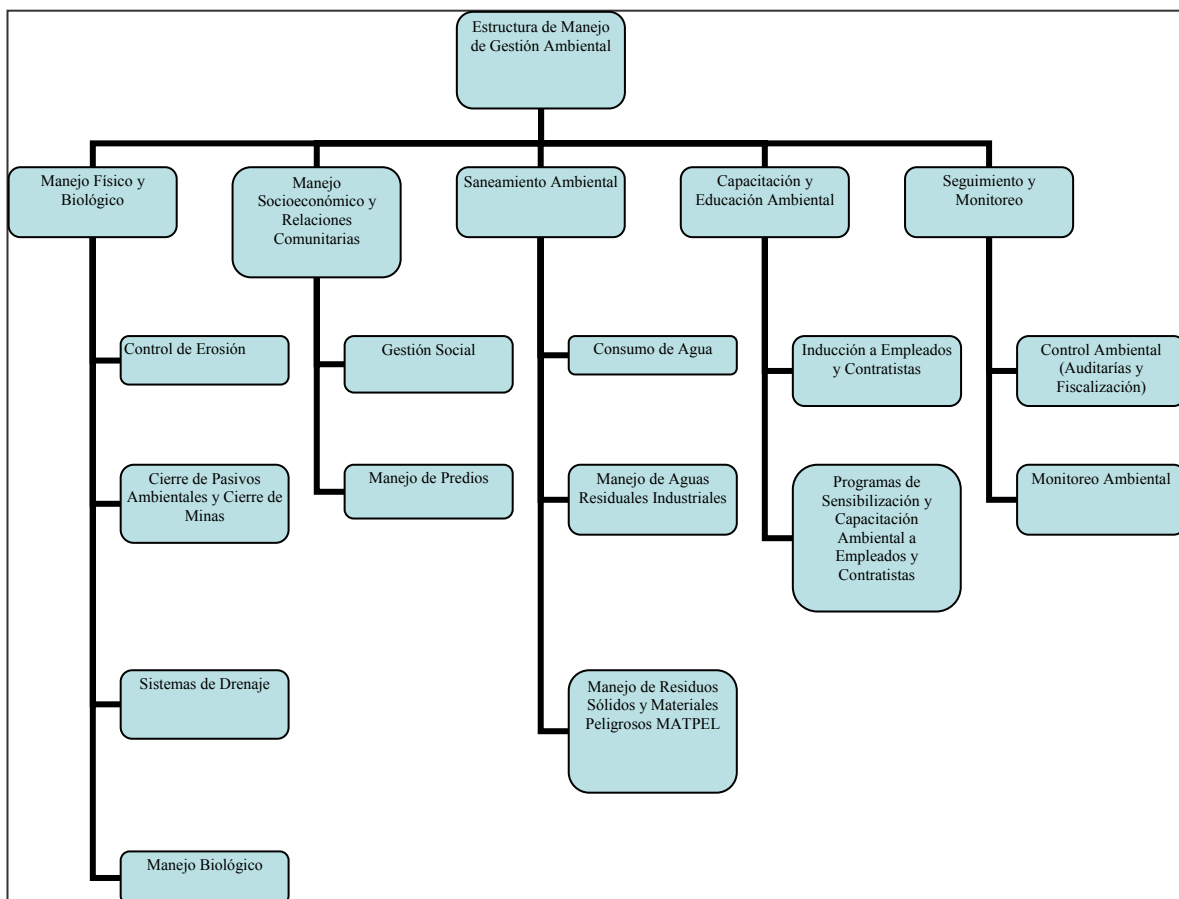 Estructura de Manejo
de Gestión Ambiental
Manejo Físico y
Biológico
Manejo
Socioeconómico y
Relaciones
Comunitarias
Saneamiento Ambiental
Capacitación y
Educación Ambiental
Seguimiento y
Monitoreo
Control de Erosión
Cierre de Pasivos
Ambientales y Cierre de
Minas
Sistemas de Drenaje
Manejo Biológico
Gestión Social
Manejo de Predios
Consumo de Agua
Manejo de Aguas
Residuales Industriales
Manejo de Residuos
Sólidos y Materiales
Peligrosos MATPEL
Inducción a Empleados
y Contratistas
Programas de
Sensibilización y
Capacitación
Ambiental a
Empleados y
Contratistas
Control Ambiental
(Auditarías y
Fiscalización)
Monitoreo Ambiental